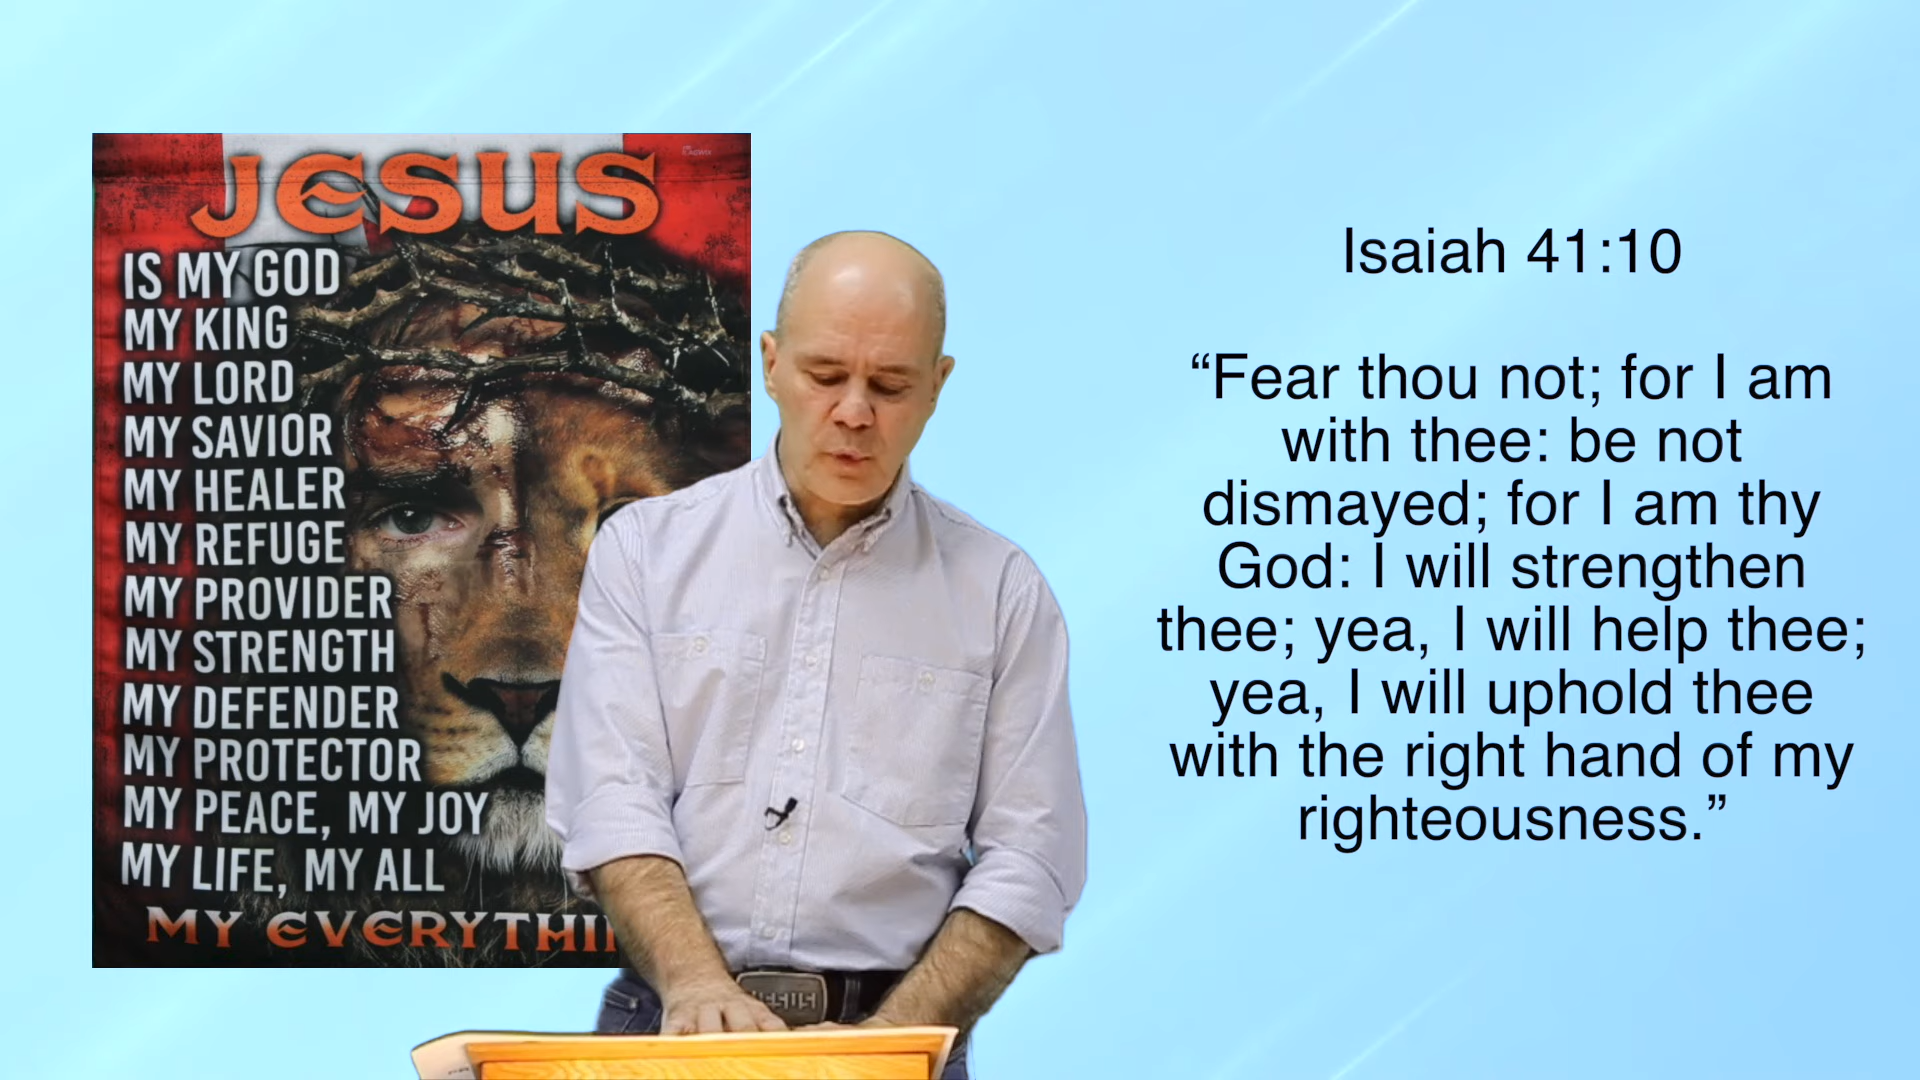 JESUS
IS MY GOD
MY KING
MY LORD
MY SAVIOR
MY HEALER
MY REFUGE
MY PROVIDER
MY STRENGTH
MY DEFENDER
MY PROTECTOR
MY PEACE, MY JOY
MY LIFE, MY ALL
MY EVERYTHI
JESUS
Isaiah 41:10
“Fear thou not; for I am
with thee: be not
dismayed; for I am thy
God: I will strengthen
thee; yea, I will help thee;
yea, I will uphold thee
with the right hand of my
righteousness.”